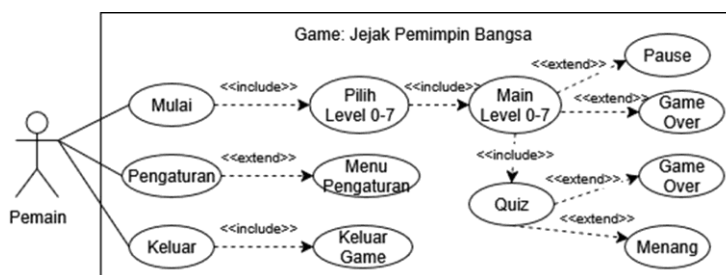 Game: Jejak Pemimpin Bangsa
Pemain
Mulai
<<include>>
Pilih
Level 0-7
<<include>>
Main
Level 0-7
<<extend>>
Pause
<<extend>>
Game
Over
<<include>>
Pengaturan
<<extend>>
Menu
Pengaturan
Quiz
<<extend>>
Game
Over
<<extend>>
Menang
Keluar
<<include>>
Keluar
Game